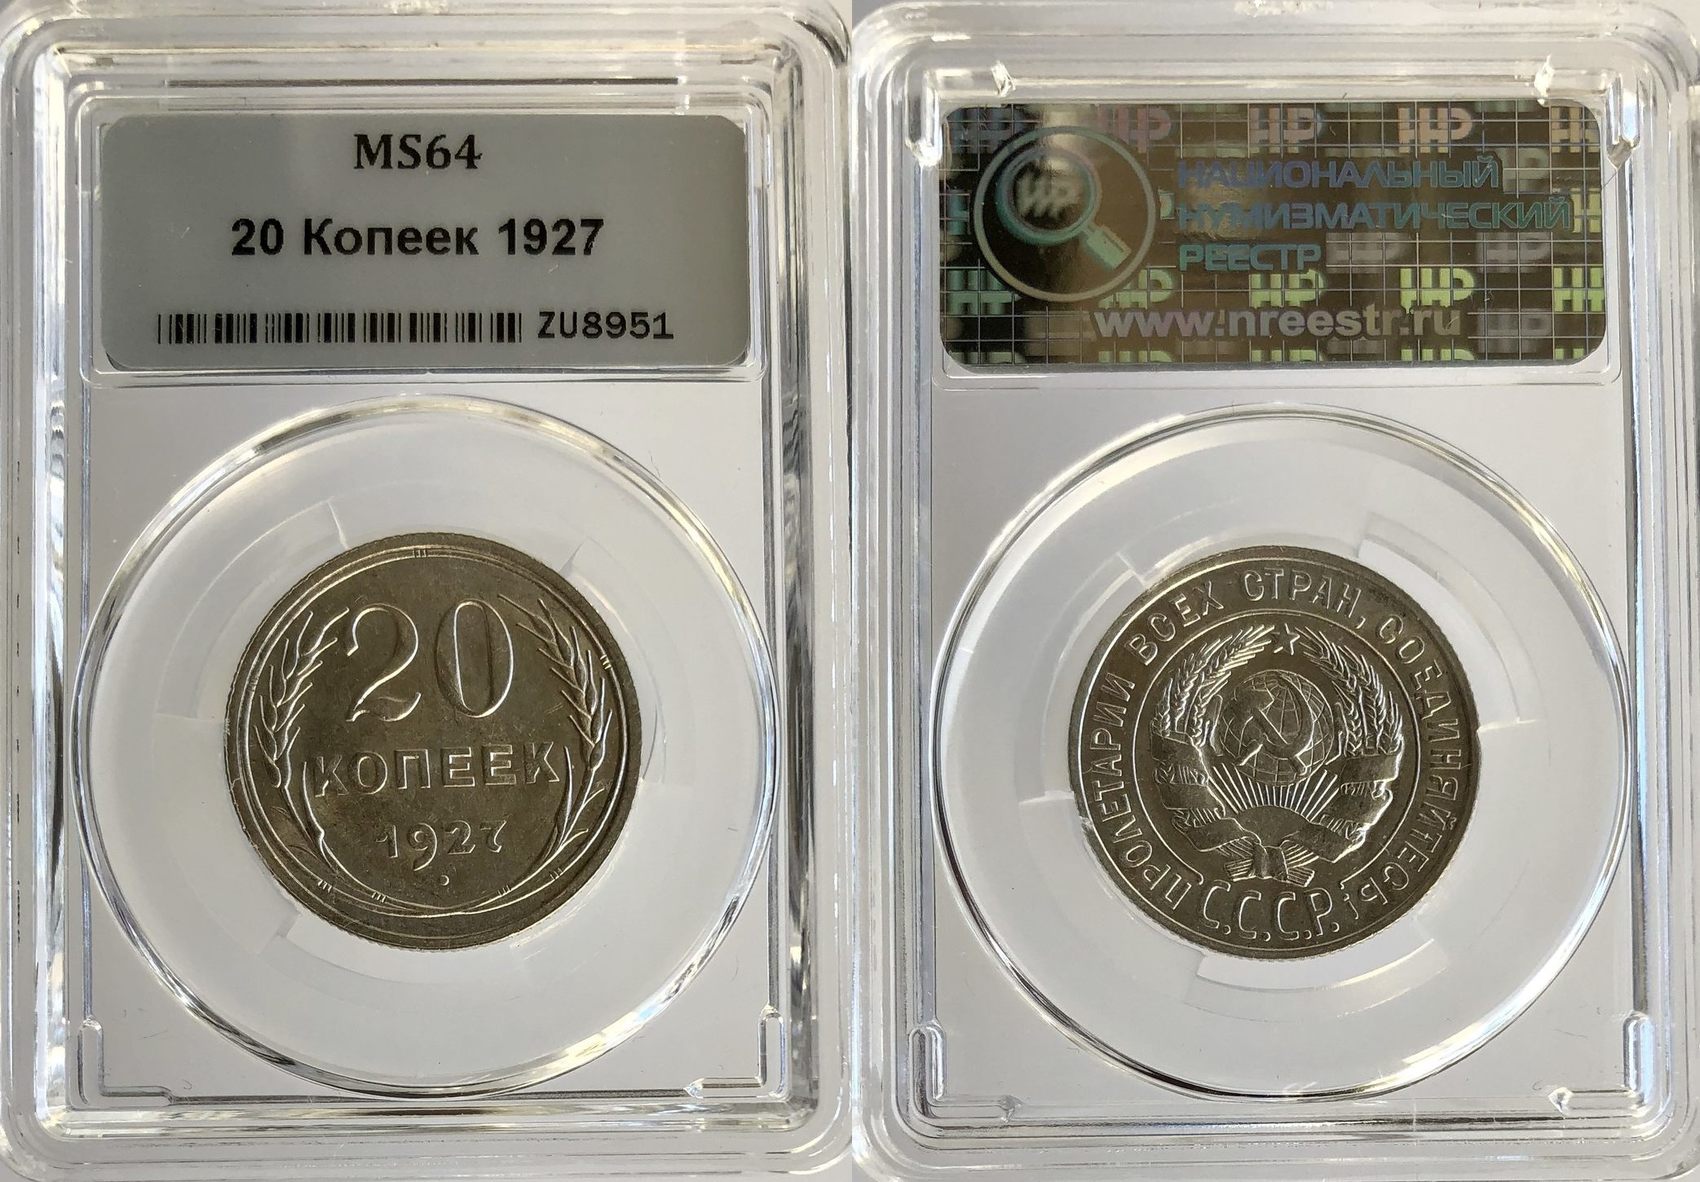 MS64
20 Копеек 1927
ZU8951
20
КОПЕЕК
1927
НАЦИОНАЛЬНЫЙ
НУМИЗМАТИЧЕСКИЙ
РЕЕСТР
www.nreestr.ru
ПРОЛЕТАРИИ ВСЕХ СТРАН, СОЕДИНЯЙТЕСЬ!
С.С.С.Р.